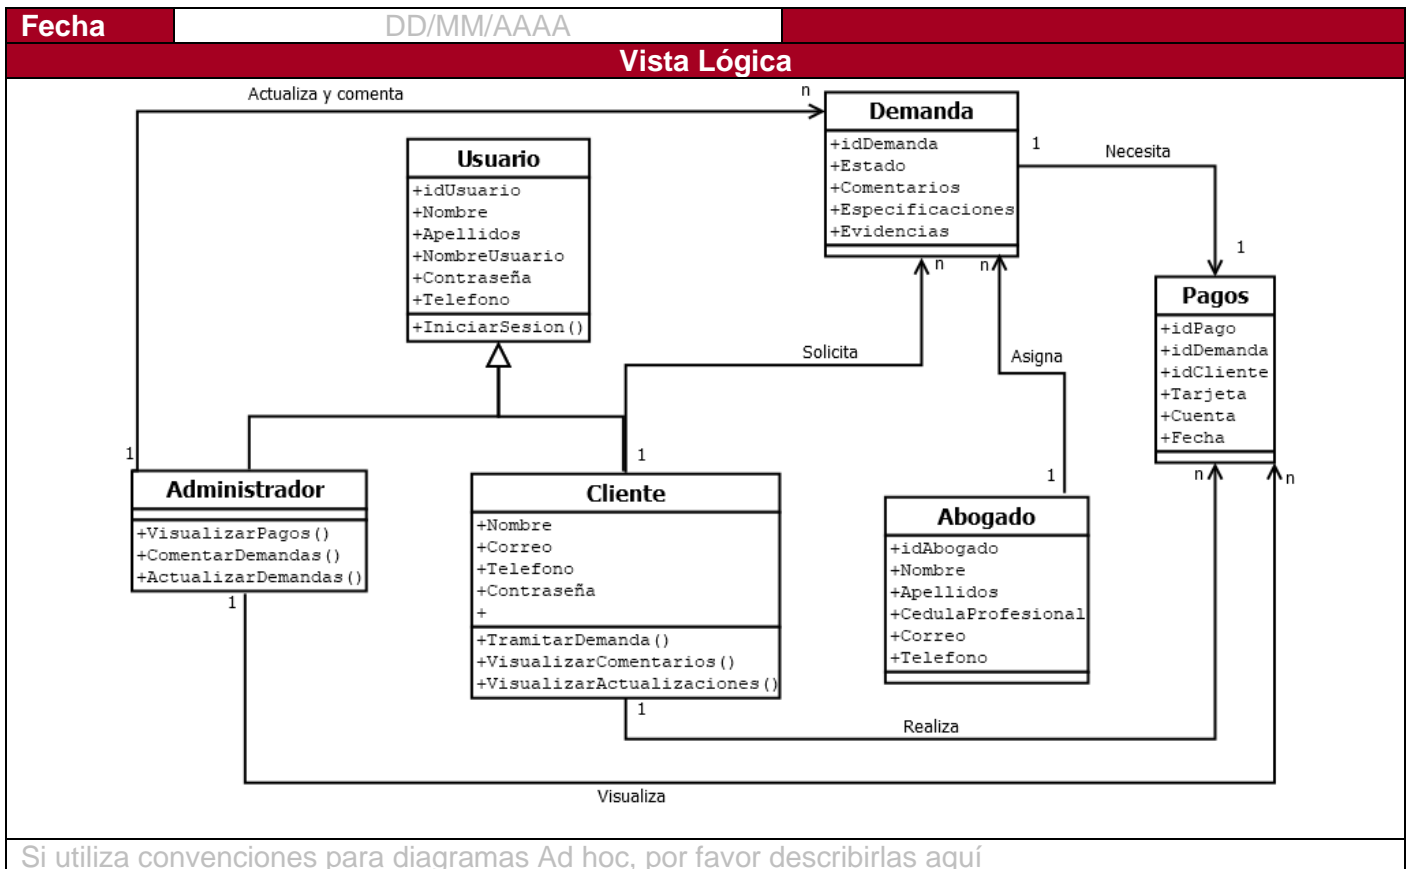 Fecha DD/MM/AAAA
Vista Lógica
Actualiza y comenta
n
Demanda
+idDemanda
+Estado
+Comentarios
+Especificaciones
+Evidencias
1
Necesita
1
Usuario
+idUsuario
+Nombre
+Apellidos
+NombreUsuario
+Contraseña
+Telefono
+IniciarSesion()
n
n
Solicita
Asigna
Pagos
+idPago
+idDemanda
+idCliente
+Tarjeta
+Cuenta
+Fecha
n
n
1
Administrador
+VisualizarPagos()
+ComentarDemandas()
+ActualizarDemandas()
1
1
Cliente
+Nombre
+Correo
+Telefono
+Contraseña
+
+TramitarDemanda()
+VisualizarComentarios()
+VisualizarActualizaciones()
1
1
Abogado
+idAbogado
+Nombre
+Apellidos
+CedulaProfesional
+Correo
+Telefono
Realiza
Visualiza
Si utiliza convenciones para diagramas Ad hoc, por favor describirlas aquí